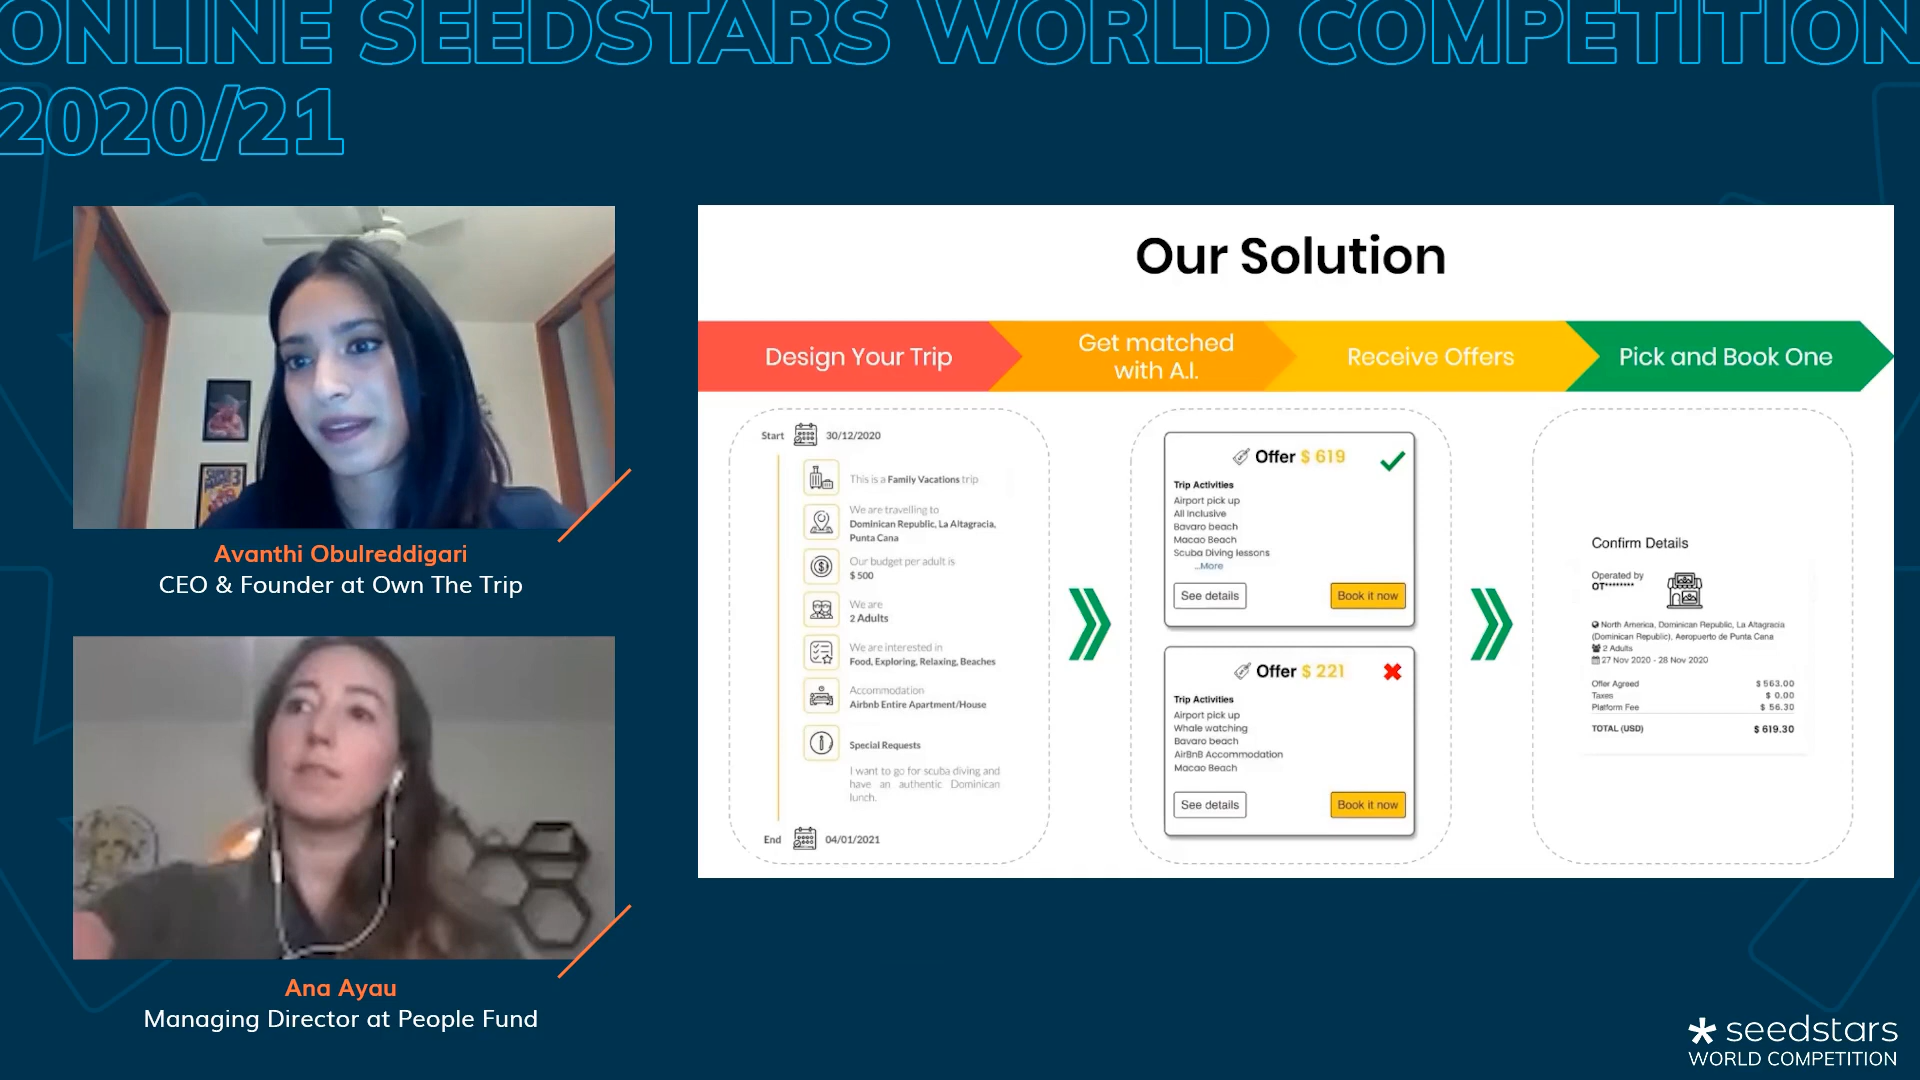 ONLINE SEEDSTARS WORLD COMPETITION
2020/21
Avanthi Obulreddigari
CEO & Founder at Own The Trip
Ana Ayau
Managing Director at People Fund
Our Solution
Design Your Trip
Get matched
with A.I.
Receive Offers
Pick and Book One
Start 30/12/2020
This is a Family Vacations trip
We are travelling to
Dominican Republic, La Altagracia,
Punta Cana
Our budget per adult is
$ 500
We are
2 Adults
We are interested in
Food, Exploring, Relaxing, Beaches
Accommodation
Airbnb Entire Apartment/House
Special Requests
I want to go for scuba diving and
have an authentic Dominican
lunch.
End 04/01/2021
Offer $ 619
Trip Activities
Airport pick up
All Inclusive
Bavaro beach
Macao Beach
Scuba Diving lessons
...More
See details Book it now
Offer $ 221
Trip Activities
Airport pick up
Whale watching
Bavaro beach
AirBnB Accommodation
Macao Beach
See details Book it now
Confirm Details
Operated by
OT********
North America, Dominican Republic, La Altagracia
(Dominican Republic), Aeropuerto de Punta Cana
2 Adults
27 Nov 2020 - 28 Nov 2020
Offer Agreed $ 563.00
Taxes $ 0.00
Platform Fee $ 56.30
TOTAL (USD) $ 619.30
seedstars
WORLD COMPETITION